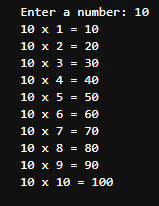 Enter a number: 10
10 x 1 = 10
10 x 2 = 20
10 x 3 = 30
10 x 4 = 40
10 x 5 = 50
10 x 6 = 60
10 x 7 = 70
10 x 8 = 80
10 x 9 = 90
10 x 10 = 100